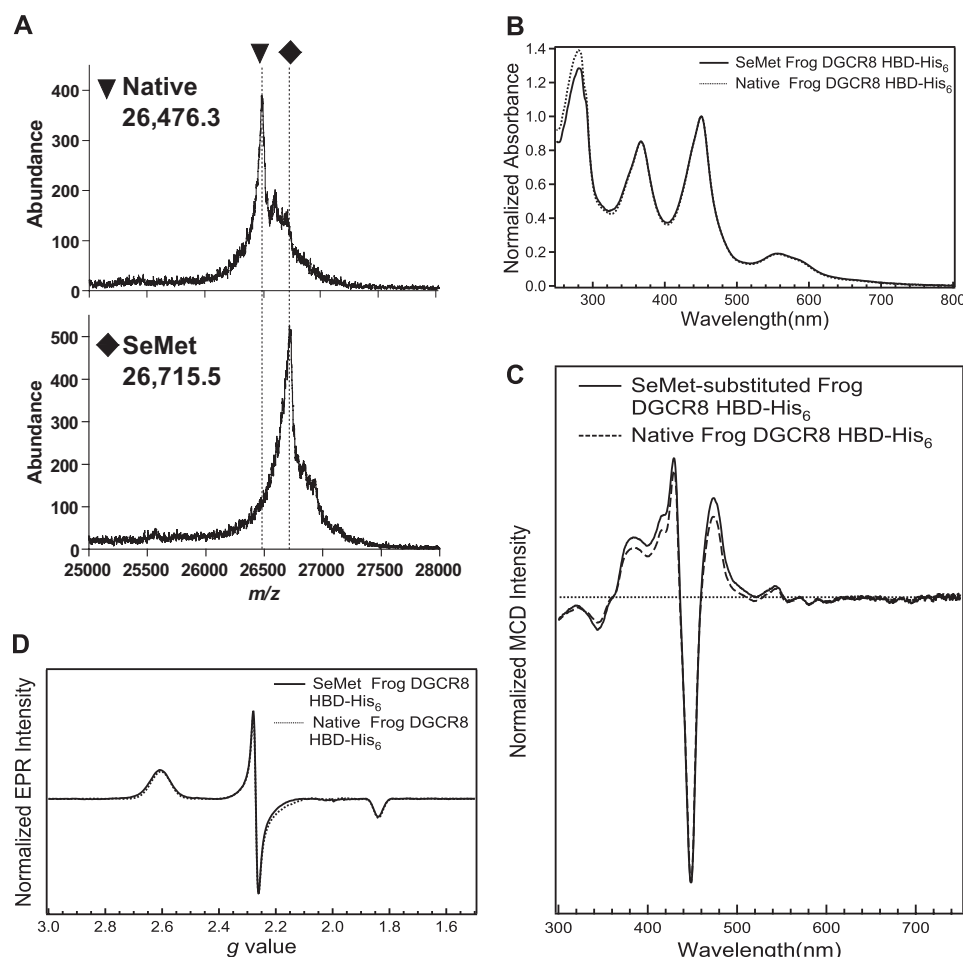 A
▼ Native
26,476.3
Abundance
400
300
200
100
0
◆ SeMet
26,715.5
Abundance
500
400
300
200
100
0
25000 25500 26000 26500 27000 27500 28000
m/z
B
SeMet Frog DGCR8 HBD-His6
Native Frog DGCR8 HBD-His6
Normalized Absorbance
1.4
1.2
1.0
0.8
0.6
0.4
0.2
0.0
300 400 500 600 700 800
Wavelength(nm)
C
SeMet-substituted Frog
DGCR8 HBD-His6
Native Frog DGCR8 HBD-His6
Normalized MCD Intensity
300 400 500 600 700
Wavelength(nm)
D
SeMet Frog DGCR8
HBD-His6
Native Frog DGCR8
HBD-His6
Normalized EPR Intensity
3.0 2.8 2.6 2.4 2.2 2.0 1.8 1.6
g value